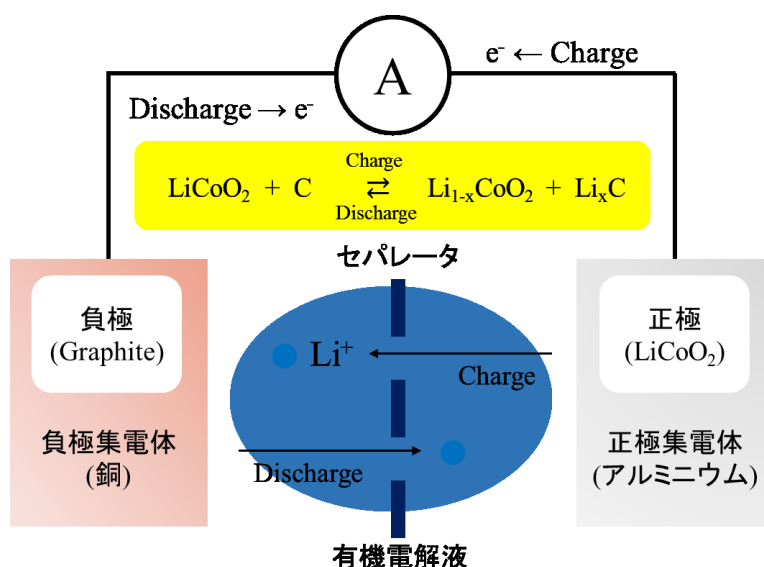 A
e⁻ ← Charge
Discharge → e⁻
LiCoO₂ + C Charge ⇄ Discharge Li₁₋ₓCoO₂ + LiₓC
セパレータ
負極
(Graphite)
正極
(LiCoO₂)
Li⁺
Charge
負極集電体
(銅)
Discharge
正極集電体
(アルミニウム)
有機電解液